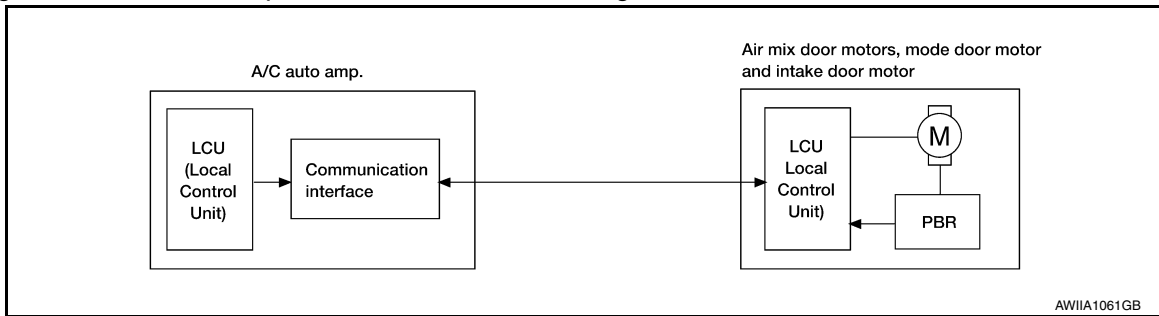 A/C auto amp.
LCU
(Local
Control
Unit)
Communication
interface
Air mix door motors, mode door motor
and intake door motor
LCU
Local
Control
Unit)
M
PBR
AWIIA1061GB